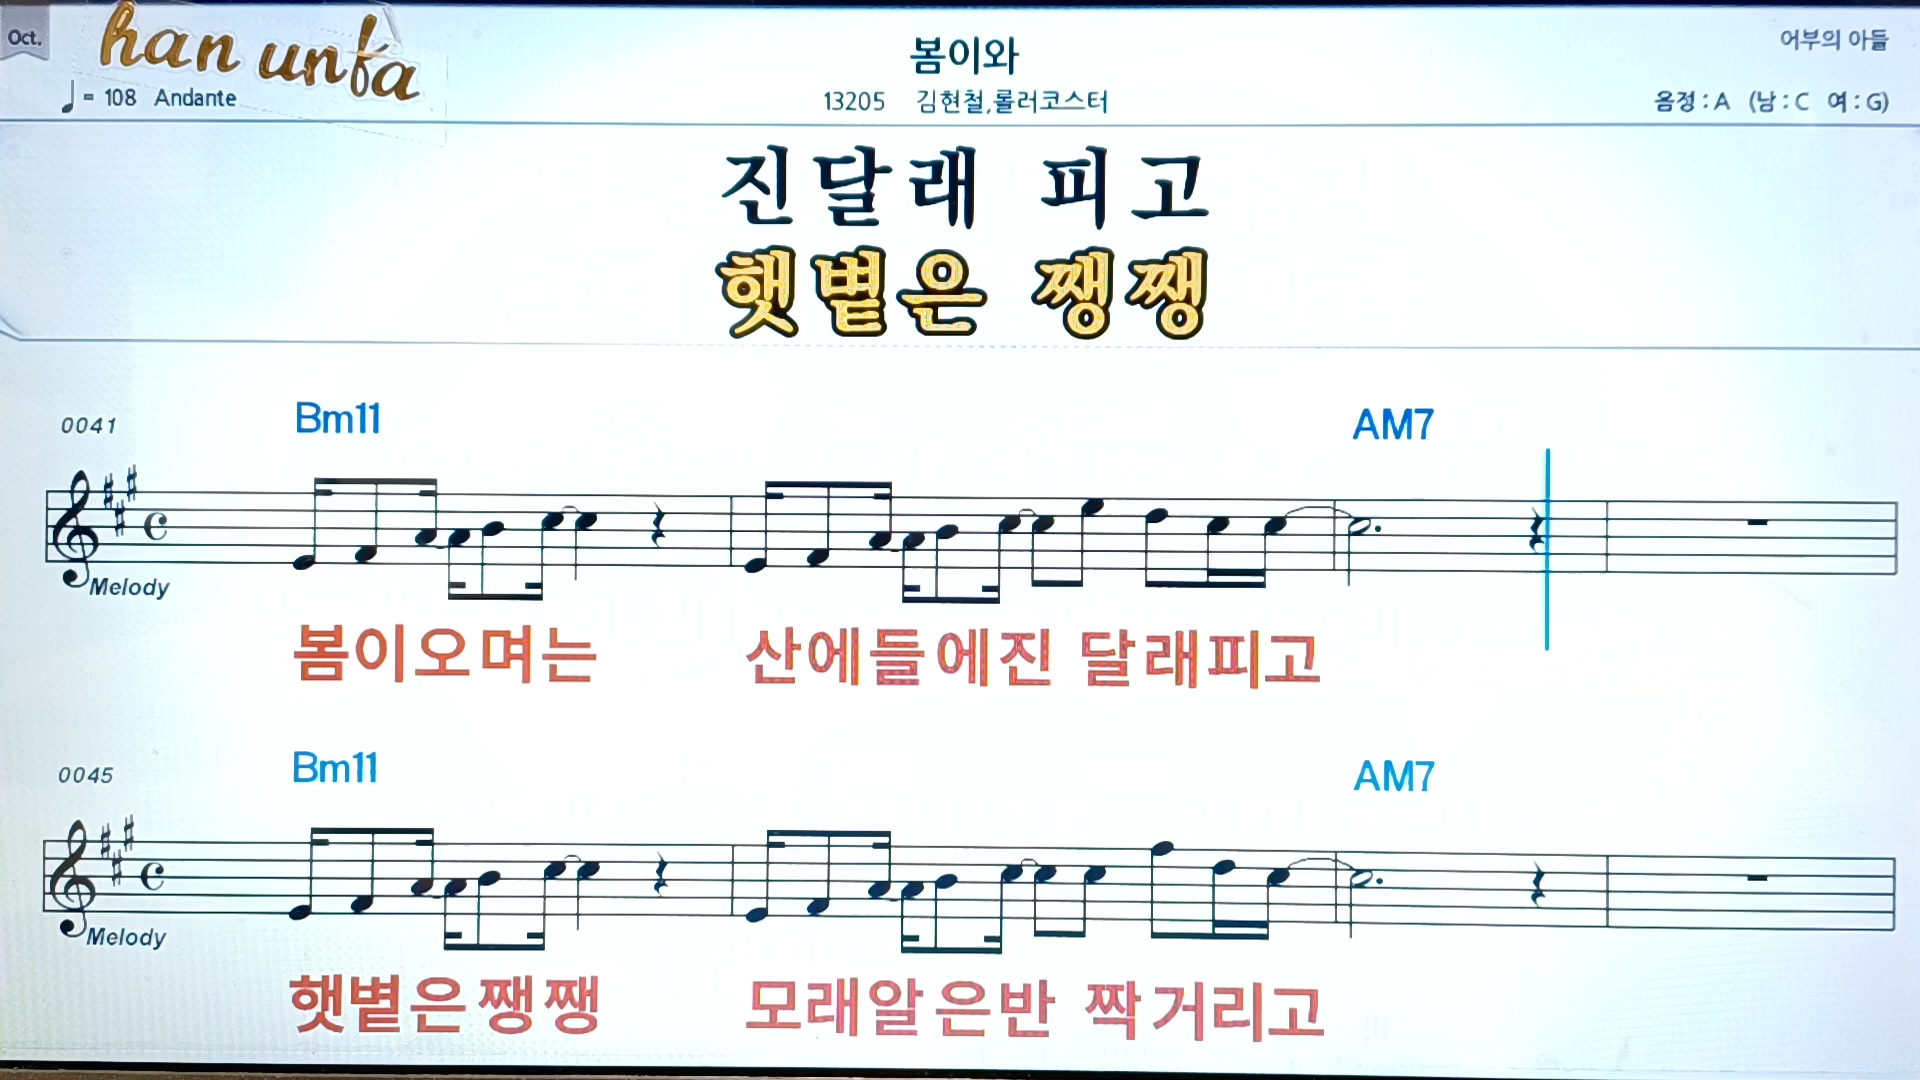 Oct.
han unfa
= 108 Andante
봄이와
13205 김현철,롤러코스터
어부의 아들
음정 : A (남 : C 여 : G)
진달래 피고
햇볕은 쨍쨍
0041
Bm11
AM7
Melody
봄이오며는 산에들에진 달래피고
0045
Bm11
AM7
Melody
햇볕은쨍쨍 모래알은반 짝거리고